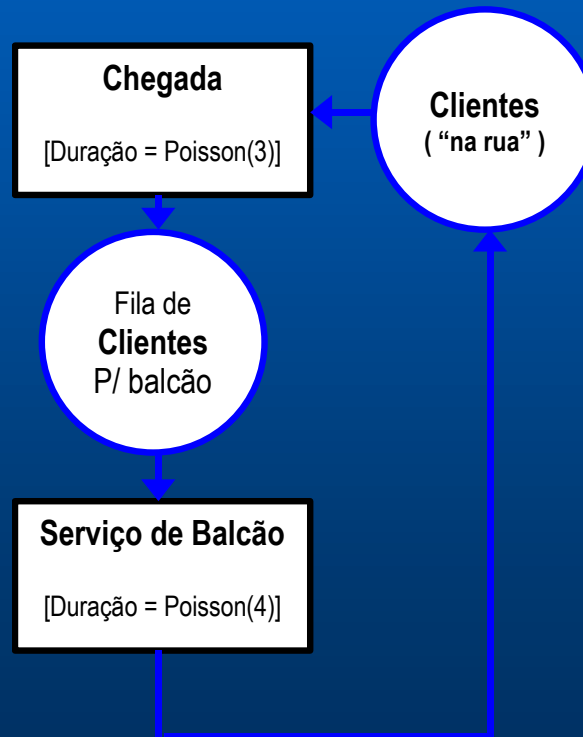 Chegada
[Duração = Poisson(3)]
Clientes
( “na rua” )
Fila de
Clientes
P/ balcão
Serviço de Balcão
[Duração = Poisson(4)]